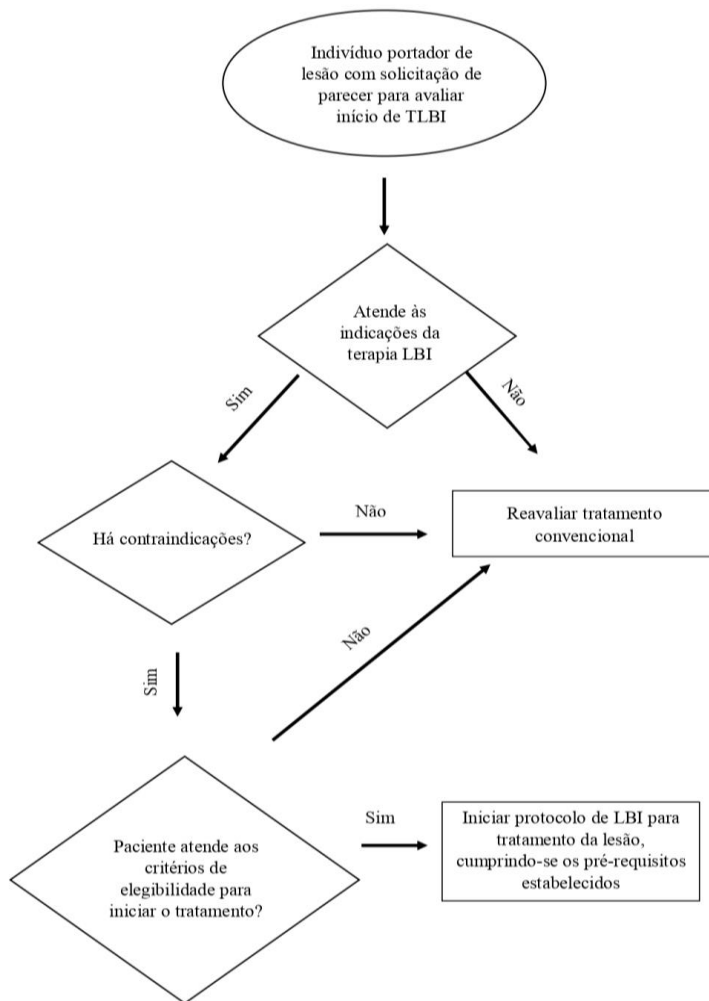 Indivíduo portador de
lesão com solicitação de
parecer para avaliar
início de TLBI
Atende às
indicações da
terapia LBI
Sim
Não
Há contraindicações?
Não
Reavaliar tratamento
convencional
Não
Sim
Paciente atende aos
critérios de
elegibilidade para
iniciar o tratamento?
Sim
Iniciar protocolo de LBI para
tratamento da lesão,
cumprindo-se os pré-requisitos
estabelecidos